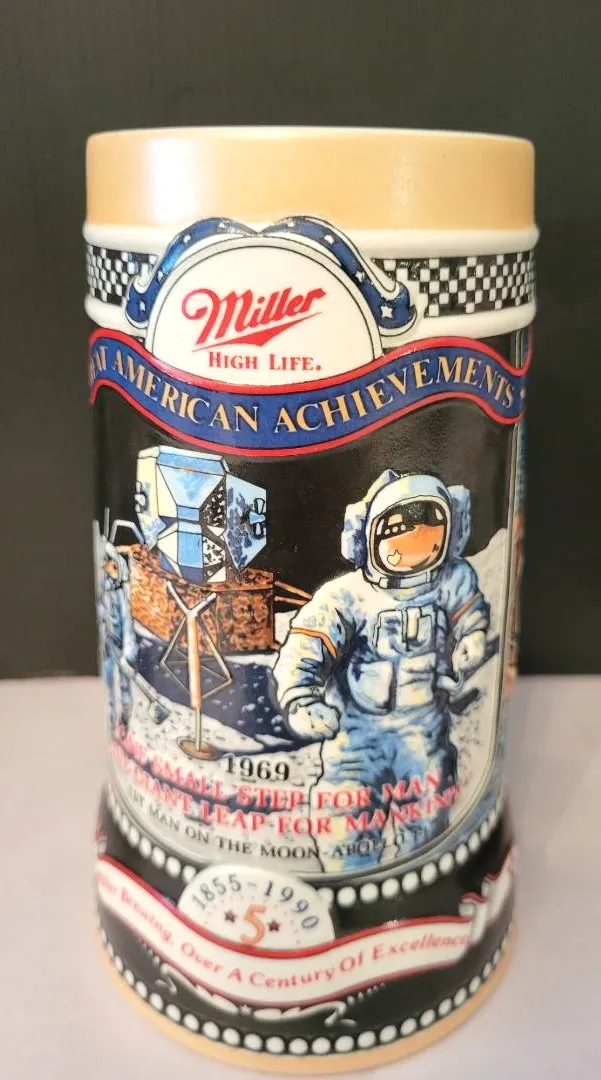 Miller
HIGH LIFE.
AMERICAN ACHIEVEMENTS
1969
SMALL STEP FOR MAN
GIANT LEAP FOR MANKIND
MAN ON THE MOON-APOLLO
1855-1990
5
Brewing, Over A Century Of Excellence